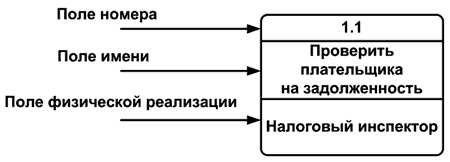 Поле номера
1.1
Поле имени
Проверить
плательщика
на задолженность
Поле физической реализации
Налоговый инспектор